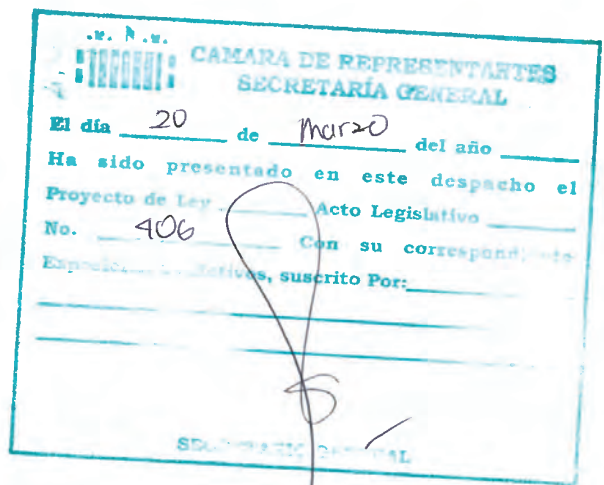 CAMARA DE REPRESENTANTES
SECRETARÍA GENERAL
El día 20 de Marzo del año
Ha sido presentado en este despacho el
Proyecto de Ley Acto Legislativo
No. 406 Con su correspondiente
suscrito Por: